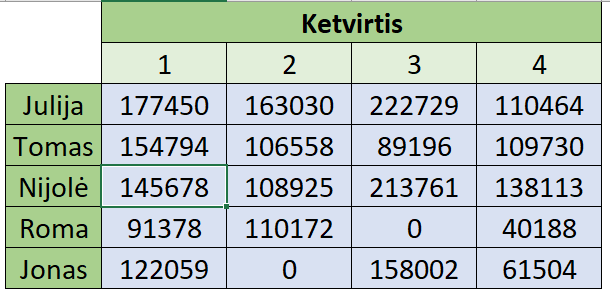 Ketvirtis
1 2 3 4
Julija 177450 163030 222729 110464
Tomas 154794 106558 89196 109730
Nijolė 145678 108925 213761 138113
Roma 91378 110172 0 40188
Jonas 122059 0 158002 61504